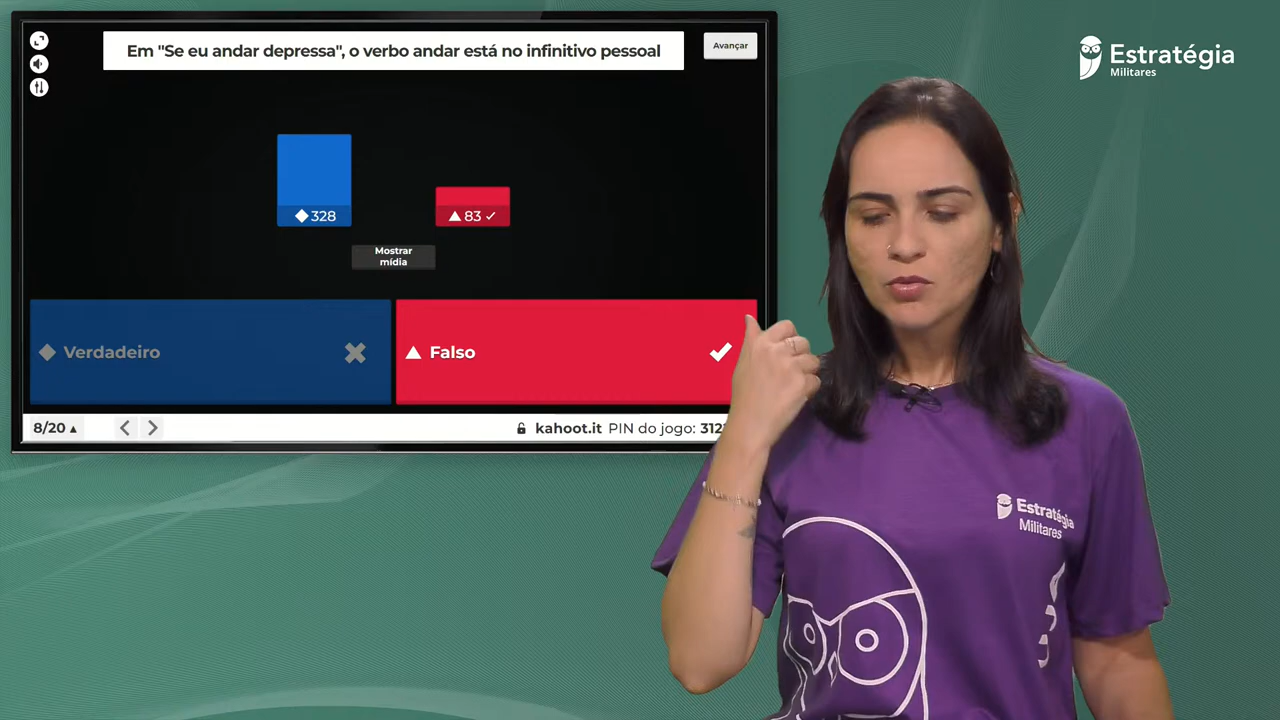 Em "Se eu andar depressa", o verbo andar está no infinitivo pessoal
Avançar
328
83
Mostrar
mídia
Verdadeiro
Falso
8/20
kahoot.it PIN do jogo:
Estratégia
Militares
Estratégia
Militares